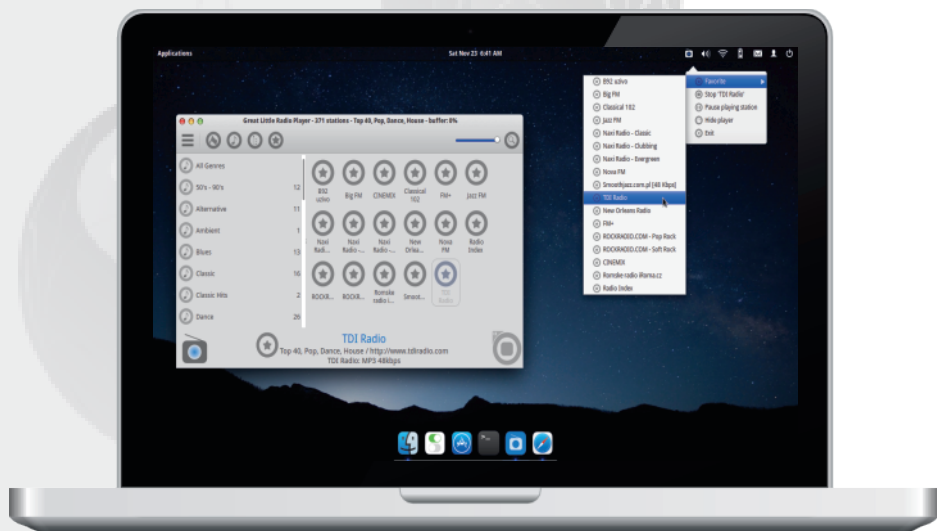 Applications
Sat Nov 23 6:41 AM
Great Little Radio Player - 371 stations - Top 40, Pop, Dance, House - buffer: 0%
All Genres
50's - 90's 12
Alternative 11
Ambient 1
Blues 13
Classic 16
Classic Hits 2
Dance 26
B92 uzivo
Big FM
CINEMIX
Classical 102
FM+
Jazz FM
Naxi Radi...
Naxi Radio -...
Naxi Radio -...
New Orlea...
Nova FM
Radio Index
ROCKR...
ROCKR...
Romske radio i...
Smoot...
TDI Radio
TDI Radio
Top 40, Pop, Dance, House / http://www.tdiradio.com
TDI Radio: MP3 48kbps
B92 uzivo
Big FM
Classical 102
Jazz FM
Naxi Radio - Classic
Naxi Radio - Clubbing
Naxi Radio - Evergreen
Nova FM
Smoothjazz.com.pl [48 Kbps]
TDI Radio
New Orleans Radio
FM+
ROCKRADIO.COM - Pop Rock
ROCKRADIO.COM - Soft Rock
CINEMIX
Romske radio iRoma.cz
Radio Index
Favorite
Stop 'TDI Radio'
Pause playing station
Hide player
Exit